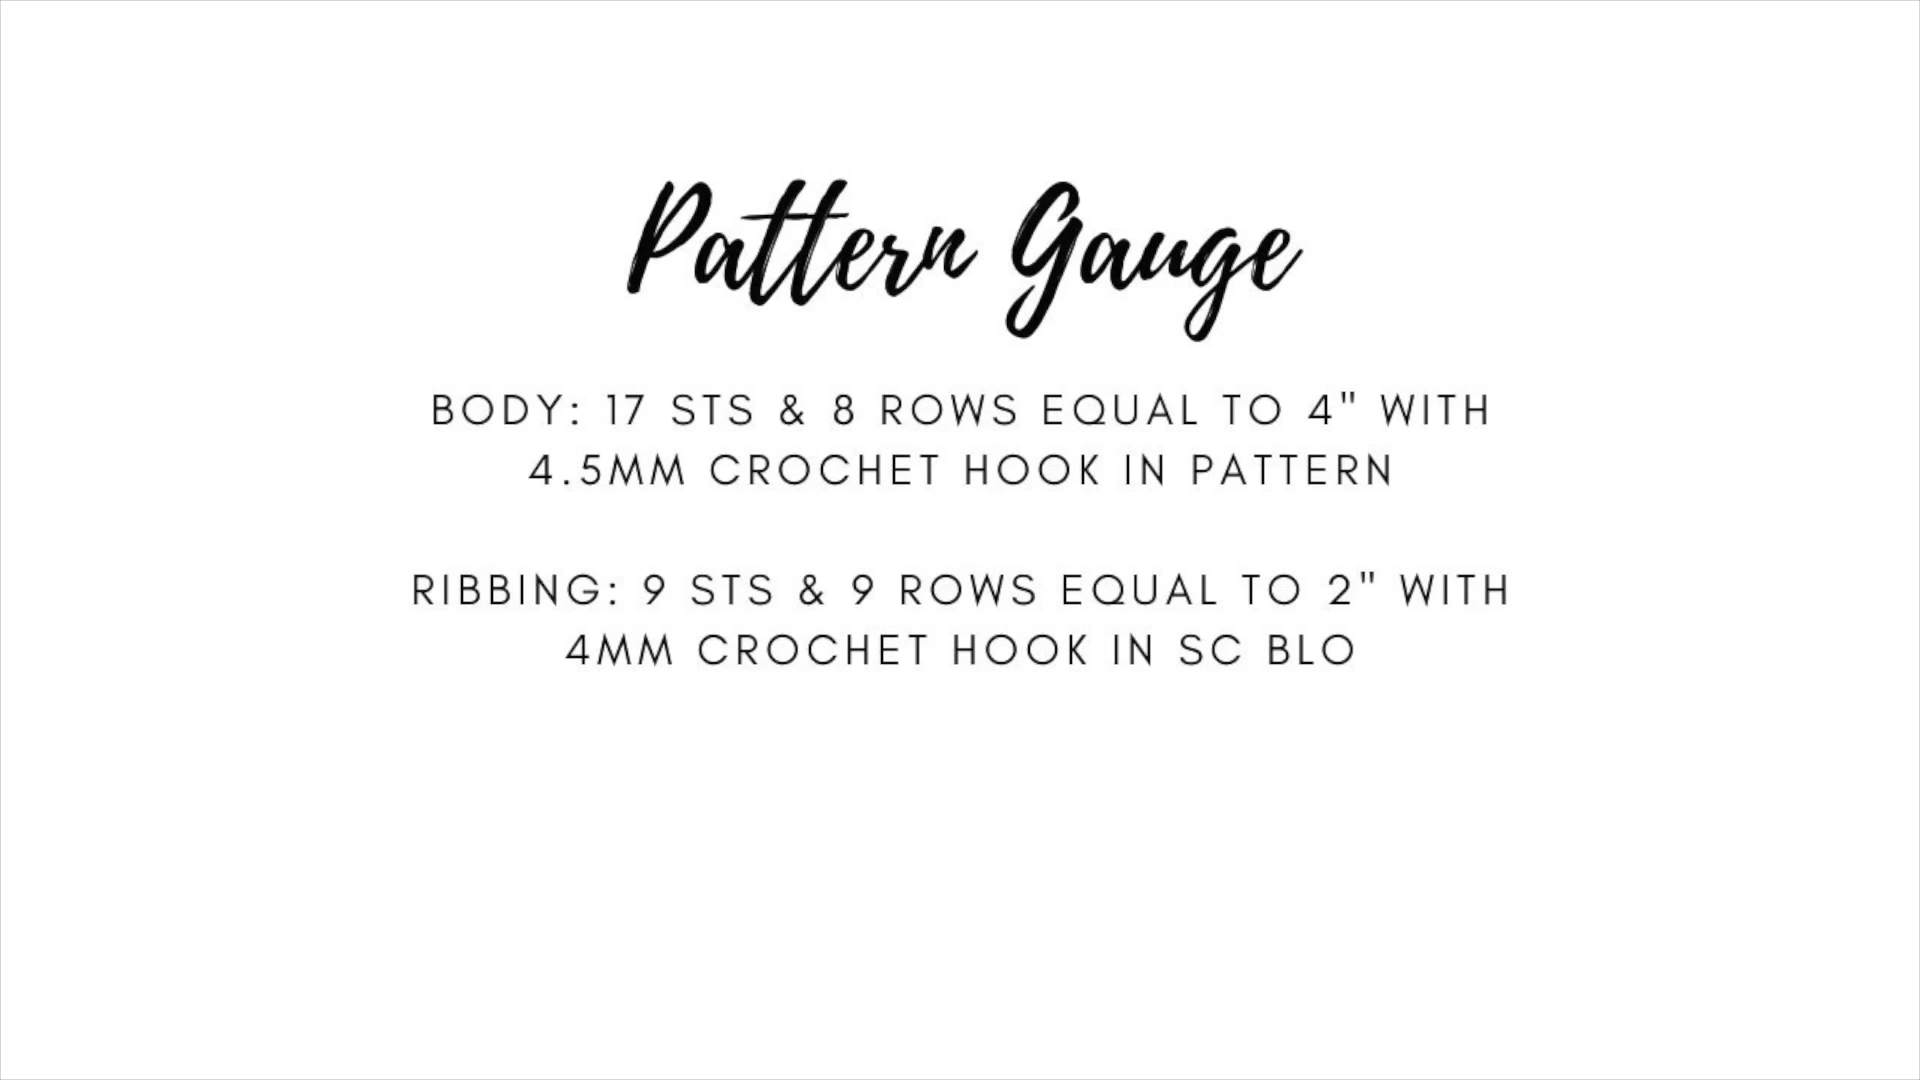 Pattern Gauge
BODY: 17 STS & 8 ROWS EQUAL TO 4" WITH
4.5MM CROCHET HOOK IN PATTERN
RIBBING: 9 STS & 9 ROWS EQUAL TO 2" WITH
4MM CROCHET HOOK IN SC BLO